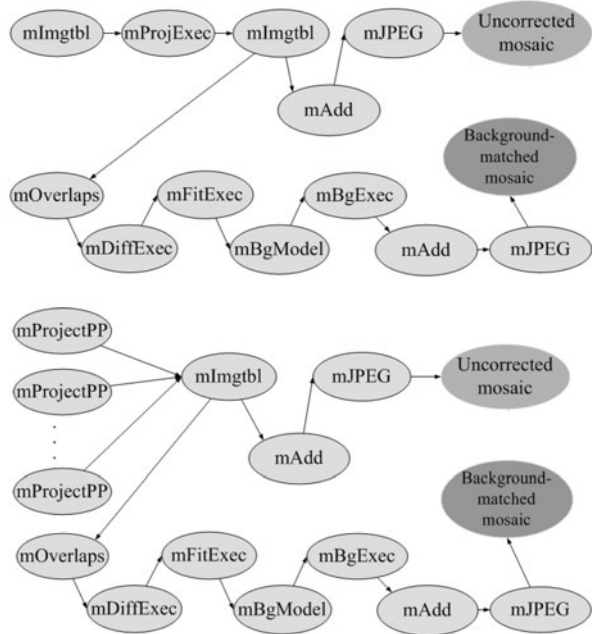 mImgtbl
mProjExec
mImgtbl
mJPEG
Uncorrected
mosaic
mAdd
Background-
matched
mosaic
mOverlaps
mFitExec
mBgExec
mDiffExec
mBgModel
mAdd
mJPEG
mProjectPP
mImgtbl
mJPEG
Uncorrected
mosaic
mProjectPP
mAdd
mProjectPP
Background-
matched
mosaic
mOverlaps
mFitExec
mBgExec
mDiffExec
mBgModel
mAdd
mJPEG